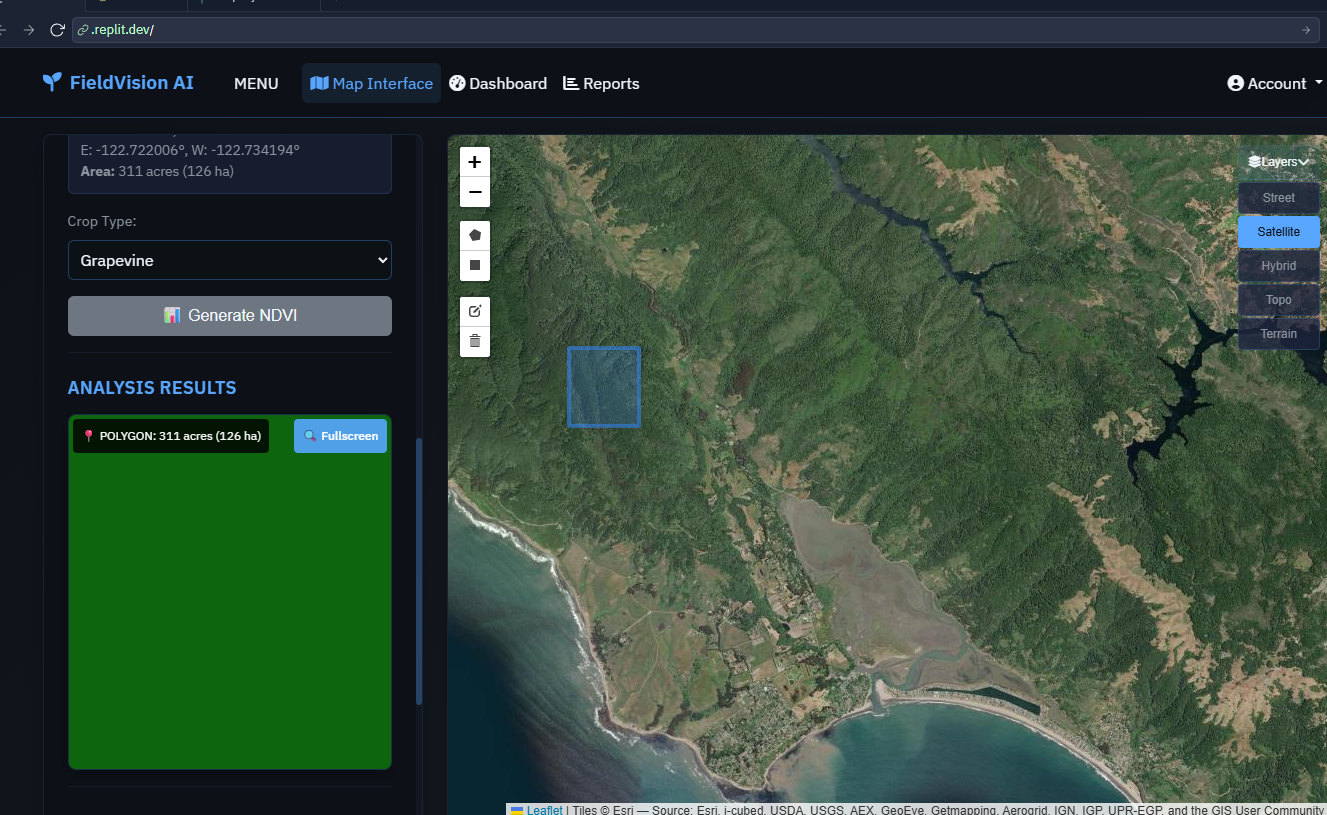 .replit.dev/
FieldVision AI
MENU
Map Interface
Dashboard
Reports
Account
E: -122.722006°, W: -122.734194°
Area: 311 acres (126 ha)
Crop Type:
Grapevine
Generate NDVI
ANALYSIS RESULTS
POLYGON: 311 acres (126 ha)
Fullscreen
+
−
Layers
Street
Satellite
Hybrid
Topo
Terrain
Leaflet | Tiles © Esri — Source: Esri, i-cubed, USDA, USGS, AEX, GeoEye, Getmapping, Aerogrid, IGN, IGP, UPR-EGP, and the GIS User Community